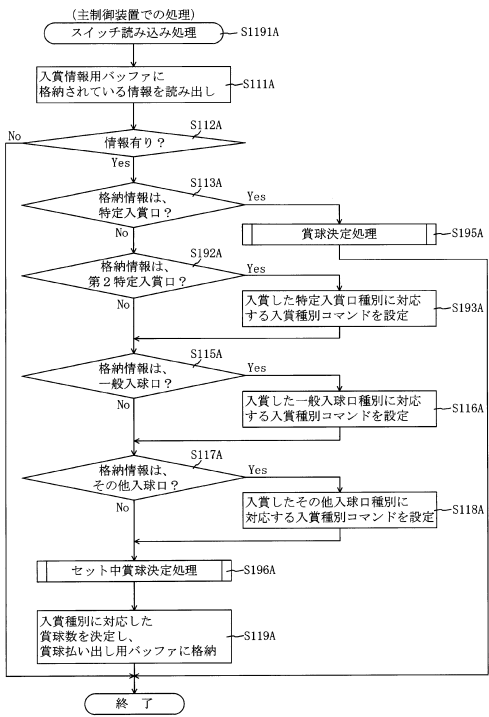 (主制御装置での処理)
スイッチ読み込み処理
S1191A
入賞情報用バッファに
格納されている情報を読み出し
S111A
S112A
No
情報有り?
Yes
S113A
格納情報は、
特定入賞口?
Yes
No
賞球決定処理
S195A
S192A
格納情報は、
第2特定入賞口?
Yes
No
入賞した特定入賞口種別に対応
する入賞種別コマンドを設定
S193A
S115A
格納情報は、
一般入球口?
Yes
No
入賞した一般入球口種別に対応
する入賞種別コマンドを設定
S116A
S117A
格納情報は、
その他入球口?
Yes
No
入賞したその他入球口種別に
対応する入賞種別コマンドを設定
S118A
セット中賞球決定処理
S196A
入賞種別に対応した
賞球数を決定し、
賞球払い出し用バッファに格納
S119A
終了